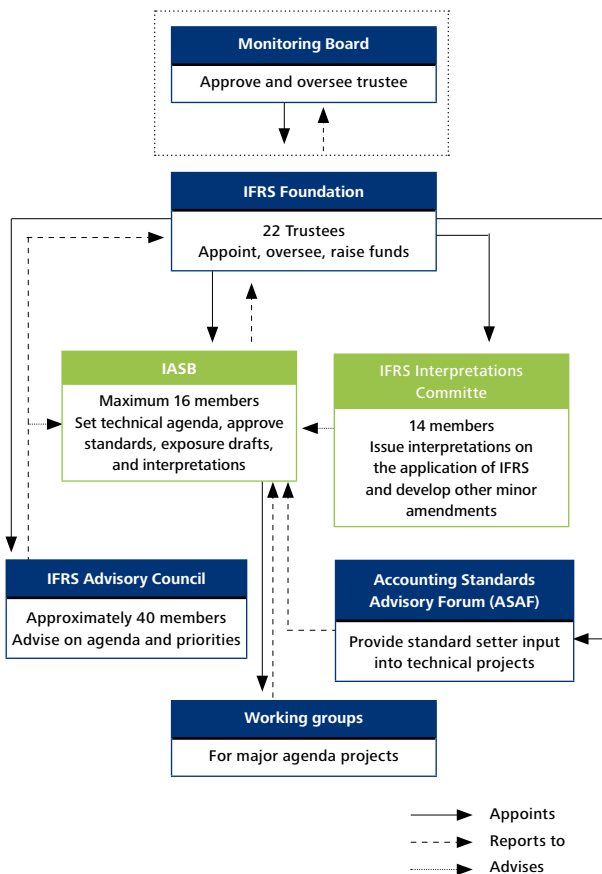 Monitoring Board
Approve and oversee trustee
IFRS Foundation
22 Trustees
Appoint, oversee, raise funds
IASB
Maximum 16 members
Set technical agenda, approve
standards, exposure drafts,
and interpretations
IFRS Interpretations
Committe
14 members
Issue interpretations on
the application of IFRS
and develop other minor
amendments
IFRS Advisory Council
Approximately 40 members
Advise on agenda and priorities
Accounting Standards
Advisory Forum (ASAF)
Provide standard setter input
into technical projects
Working groups
For major agenda projects
Appoints
Reports to
Advises